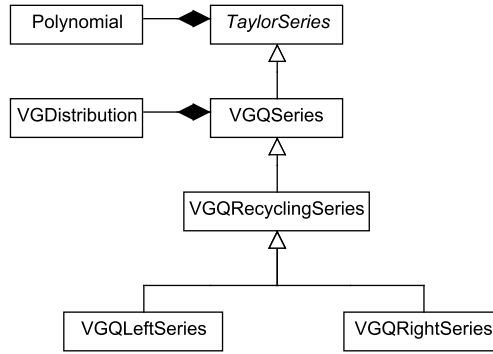 Polynomial
TaylorSeries
VGDistribution
VGQSeries
VGQRecyclingSeries
VGQLeftSeries
VGQRightSeries